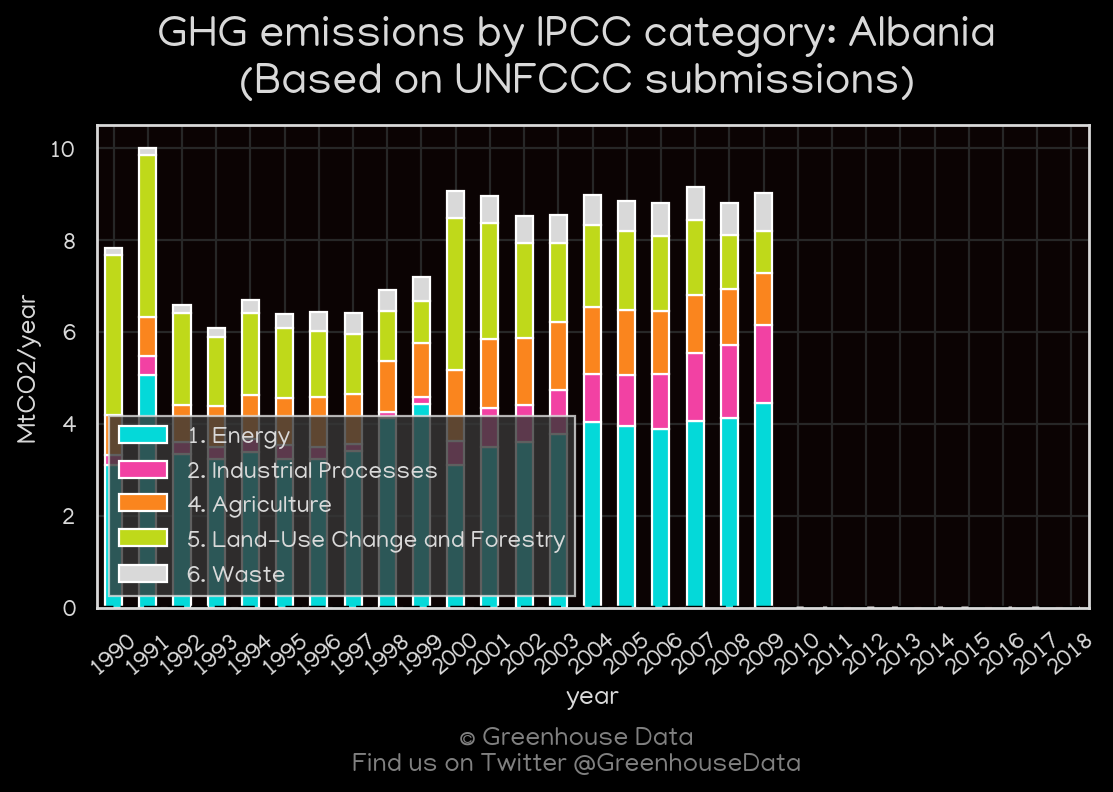 GHG emissions by IPCC category: Albania
(Based on UNFCCC submissions)
MtCO2/year
10
8
6
4
2
0
1. Energy
2. Industrial Processes
4. Agriculture
5. Land-Use Change and Forestry
6. Waste
1990 1991 1992 1993 1994 1995 1996 1997 1998 1999 2000 2001 2002 2003 2004 2005 2006 2007 2008 2009 2010 2011 2012 2013 2014 2015 2016 2017 2018
year
© Greenhouse Data
Find us on Twitter @GreenhouseData